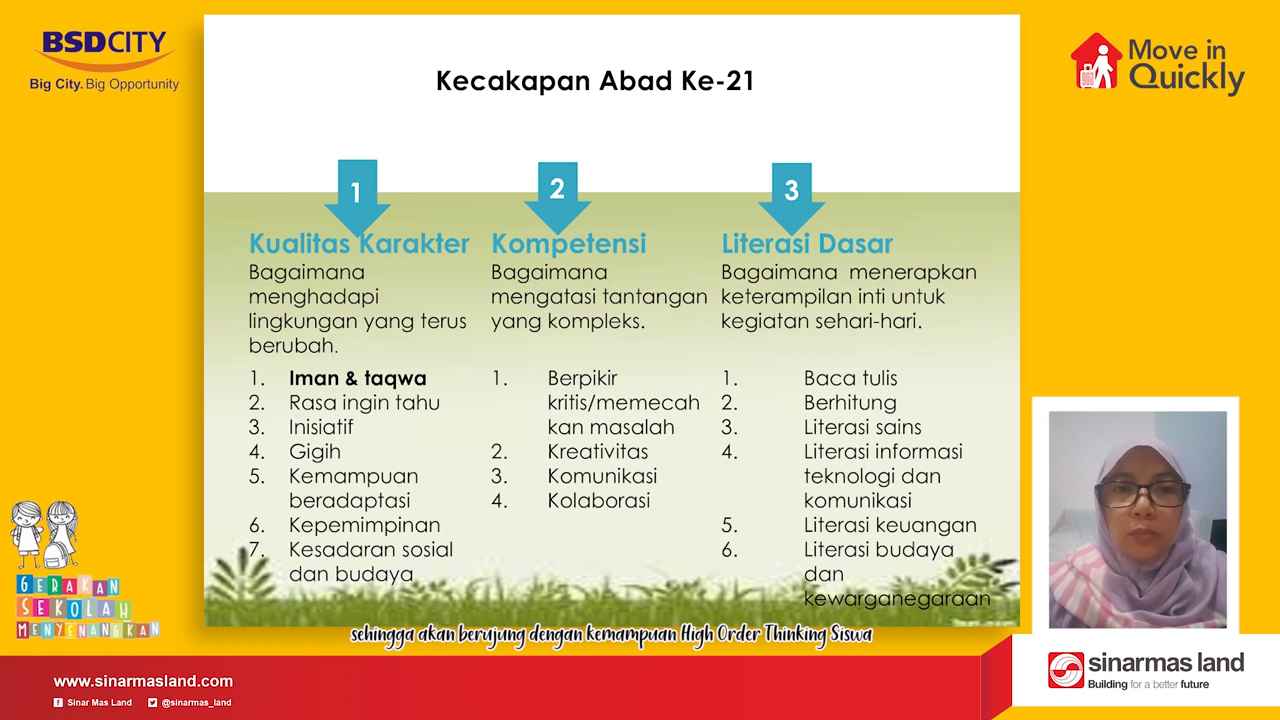 BSDCITY
Big City. Big Opportunity
Move in
Quickly
Kecakapan Abad Ke-21
1
2
3
Kualitas Karakter
Bagaimana
menghadapi
lingkungan yang terus
berubah.
1. Iman & taqwa
2. Rasa ingin tahu
3. Inisiatif
4. Gigih
5. Kemampuan
beradaptasi
6. Kepemimpinan
7. Kesadaran sosial
dan budaya
Kompetensi
Bagaimana
mengatasi tantangan
yang kompleks.
1. Berpikir
kritis/memecah
kan masalah
2. Kreativitas
3. Komunikasi
4. Kolaborasi
Literasi Dasar
Bagaimana menerapkan
keterampilan inti untuk
kegiatan sehari-hari.
1. Baca tulis
2. Berhitung
3. Literasi sains
4. Literasi informasi
teknologi dan
komunikasi
5. Literasi keuangan
6. Literasi budaya
dan
kewarganegaraan
GERAKAN
SEKOLAH
MENYENANGKAN
sehingga akan berujung dengan kemampuan High Order Thinking Siswa
www.sinarmasland.com
Sinar Mas Land @sinarmas_land
sinarmas land
Building for a better future